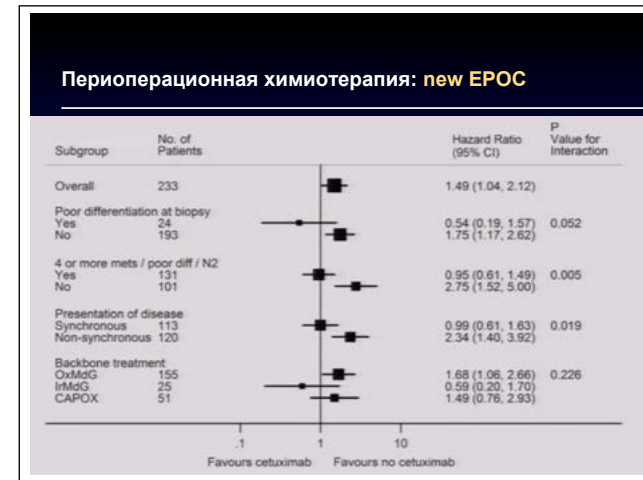 Периоперационная химиотерапия: new EPOC
P
No. of Hazard Ratio Value for
Subgroup Patients (95% CI) Interaction
Overall 233 1.49 (1.04, 2.12)
Poor differentiation at biopsy
Yes 24 0.54 (0.19, 1.57) 0.052
No 193 1.75 (1.17, 2.62)
4 or more mets / poor diff / N2
Yes 131 0.95 (0.61, 1.49) 0.005
No 101 2.75 (1.52, 5.00)
Presentation of disease
Synchronous 113 0.99 (0.61, 1.63) 0.019
Non-synchronous 120 2.34 (1.40, 3.92)
Backbone treatment
OxMdG 155 1.68 (1.06, 2.66) 0.226
IrMdG 25 0.59 (0.20, 1.70)
CAPOX 51 1.49 (0.76, 2.93)
.1 1 10
Favours cetuximab Favours no cetuximab